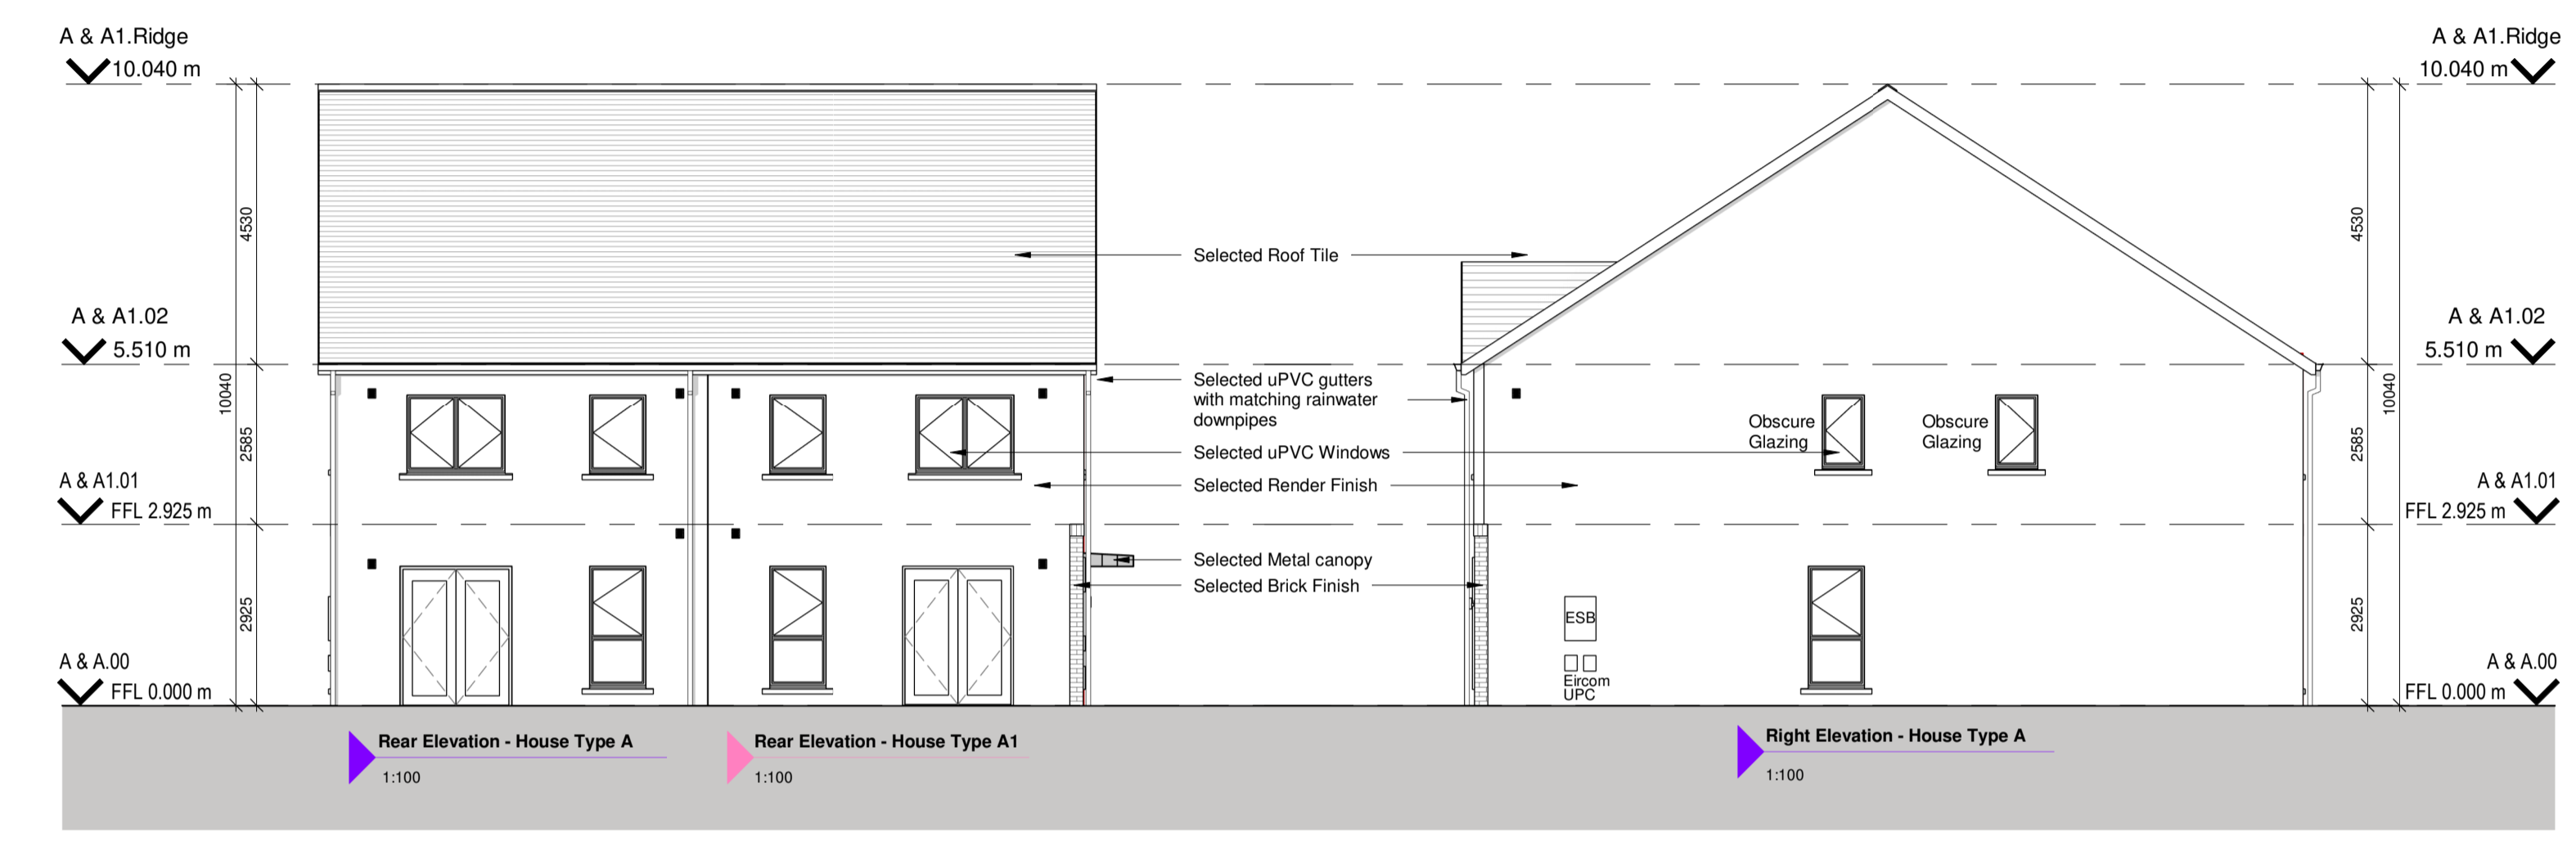 A & A1.Ridge
10.040 m
A & A1.Ridge
10.040 m
4530
4530
Selected Roof Tile
A & A1.02
5.510 m
A & A1.02
5.510 m
10040
10040
Selected uPVC gutters
with matching rainwater
downpipes
Obscure
Glazing
Obscure
Glazing
2585
2585
Selected uPVC Windows
Selected Render Finish
A & A1.01
FFL 2.925 m
A & A1.01
FFL 2.925 m
Selected Metal canopy
Selected Brick Finish
2925
2925
ESB
Eircom
UPC
A & A.00
FFL 0.000 m
A & A.00
FFL 0.000 m
Rear Elevation - House Type A
1:100
Rear Elevation - House Type A1
1:100
Right Elevation - House Type A
1:100